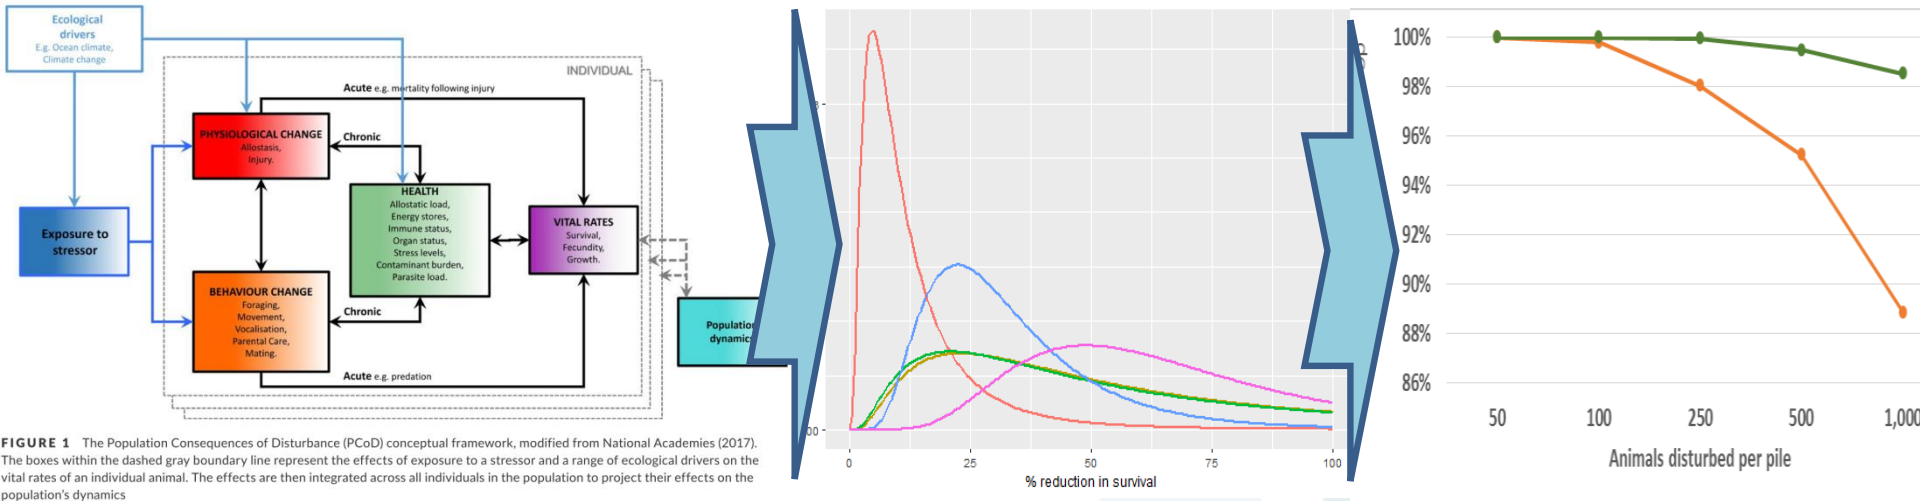 Ecological
drivers
E.g. Ocean climate,
Climate change
INDIVIDUAL
Acute e.g. mortality following injury
PHYSIOLOGICAL CHANGE
Allostasis,
Injury.
Chronic
HEALTH
Allostatic load,
Energy stores,
Immune status,
Organ status,
Stress levels,
Contaminant burden,
Parasite load.
VITAL RATES
Survival,
Fecundity,
Growth.
Exposure to
stressor
BEHAVIOUR CHANGE
Foraging,
Movement,
Vocalisation,
Parental Care,
Mating.
Chronic
Acute e.g. predation
Population
dynamics
FIGURE 1 The Population Consequences of Disturbance (PCoD) conceptual framework, modified from National Academies (2017).
The boxes within the dashed gray boundary line represent the effects of exposure to a stressor and a range of ecological drivers on the
vital rates of an individual animal. The effects are then integrated across all individuals in the population to project their effects on the
population's dynamics
0 25 50 75 100
% reduction in survival
100%
98%
96%
94%
92%
90%
88%
86%
50 100 250 500 1,000
Animals disturbed per pile